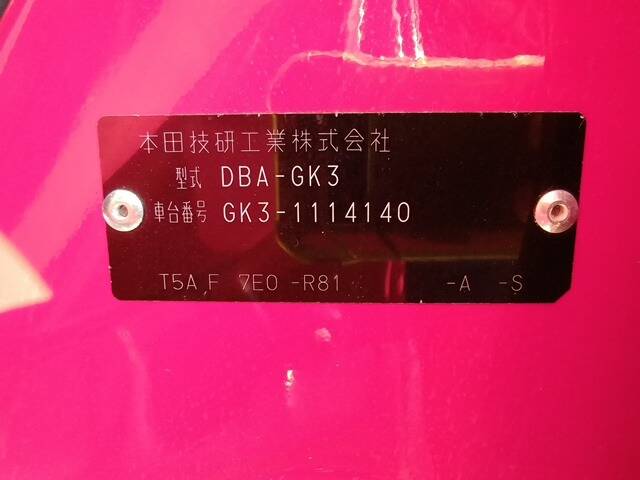 本田技研工業株式会社
型式 DBA-GK3
車台番号 GK3-1114140
T5A F 7E0 -R81 -A -S